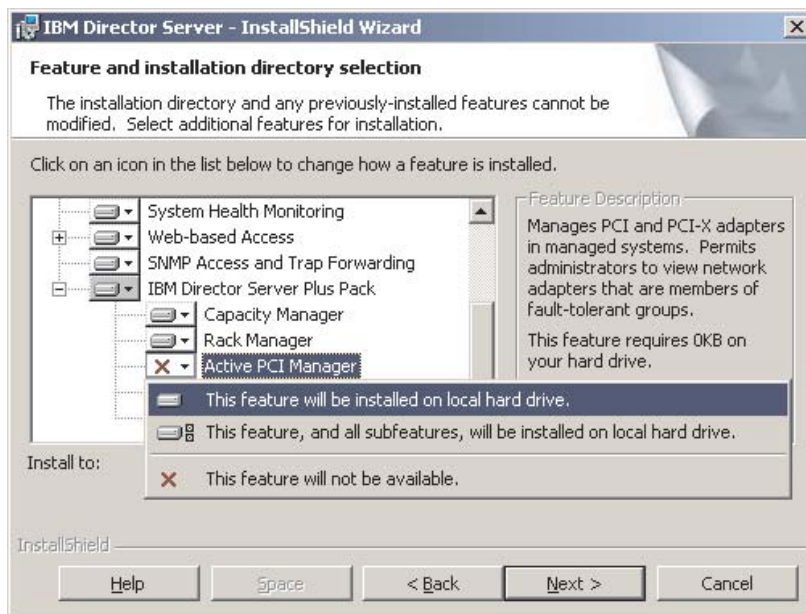 IBM Director Server - InstallShield Wizard
Feature and installation directory selection
The installation directory and any previously-installed features cannot be
modified. Select additional features for installation.
Click on an icon in the list below to change how a feature is installed.
System Health Monitoring
Web-based Access
SNMP Access and Trap Forwarding
IBM Director Server Plus Pack
Capacity Manager
Rack Manager
Active PCI Manager
This feature will be installed on local hard drive.
This feature, and all subfeatures, will be installed on local hard drive.
This feature will not be available.
Feature Description
Manages PCI and PCI-X adapters
in managed systems. Permits
administrators to view network
adapters that are members of
fault-tolerant groups.
This feature requires 0KB on
your hard drive.
Install to:
InstallShield
Help
Space
< Back
Next >
Cancel